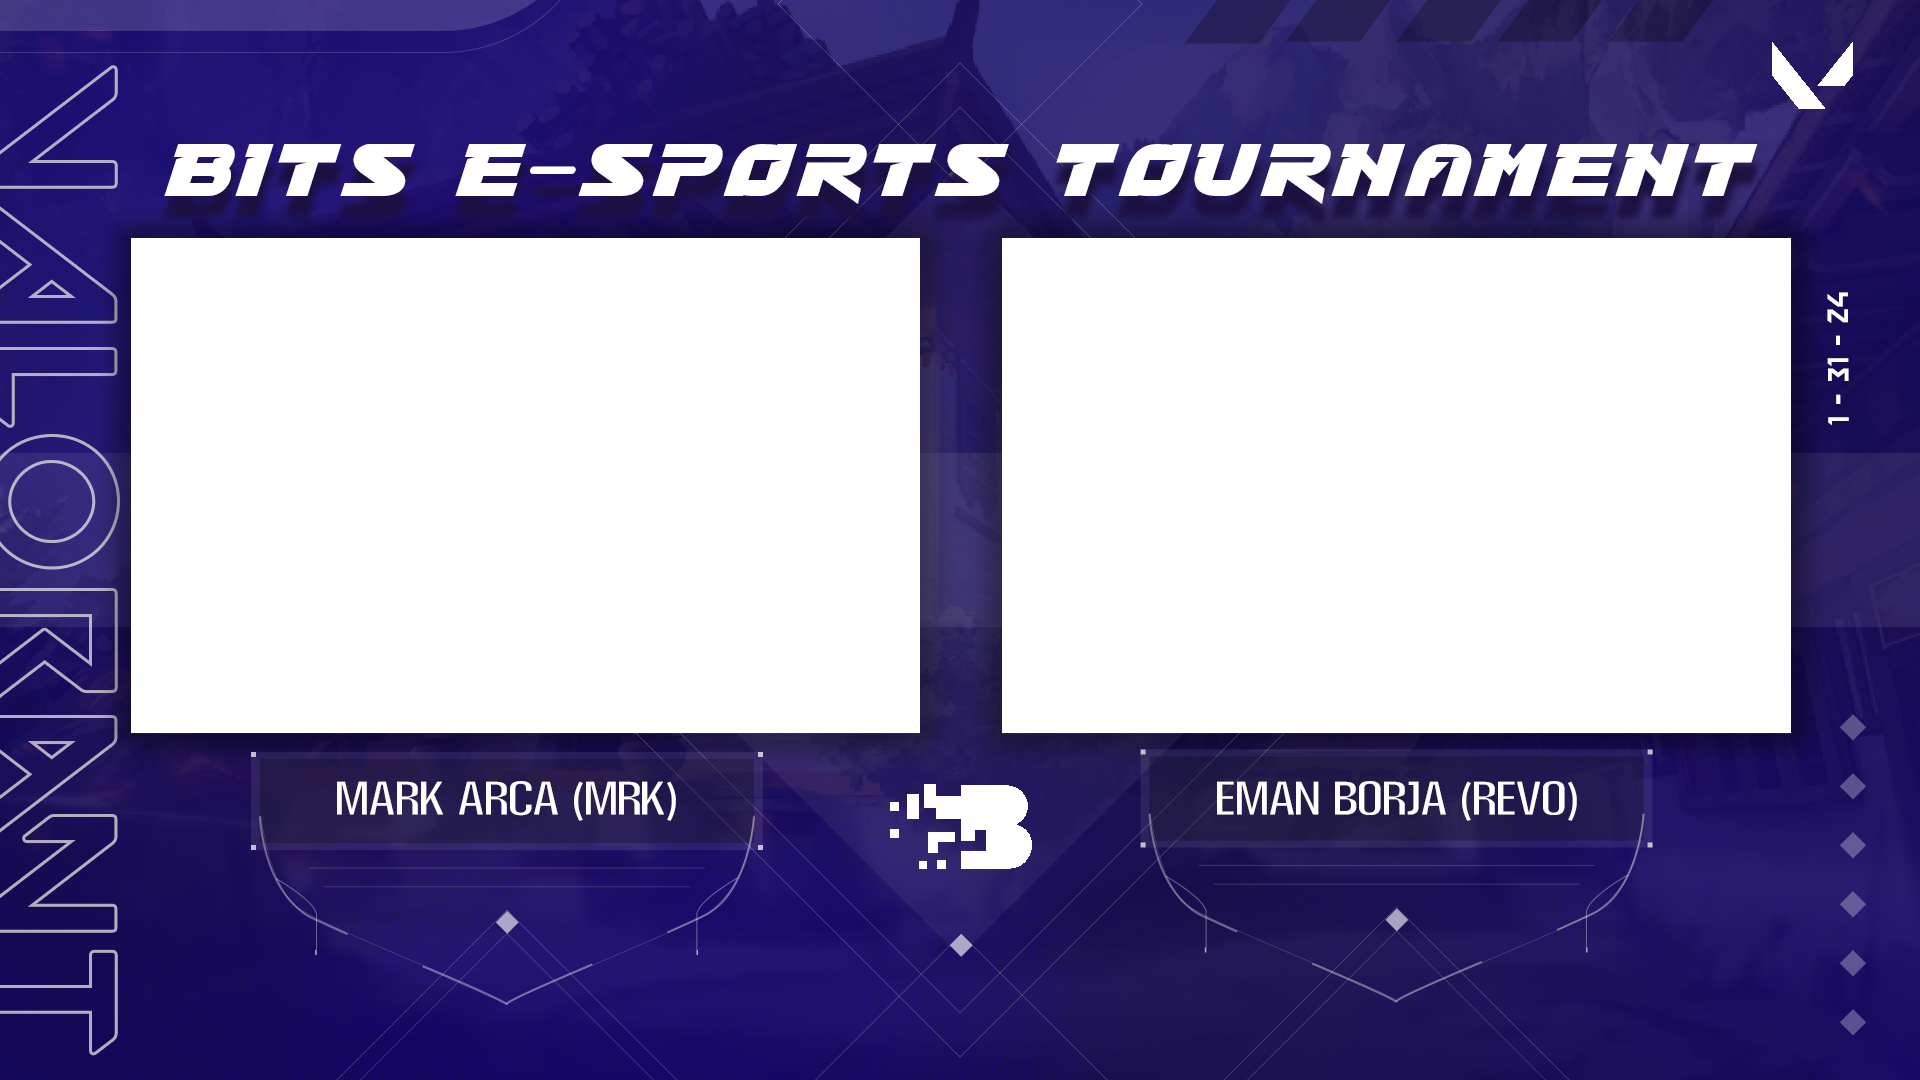 BITS E-SPORTS TOURNAMENT
VALORANT
1 - 31 - 24
MARK ARCA (MRK)
EMAN BORJA (REVO)
B